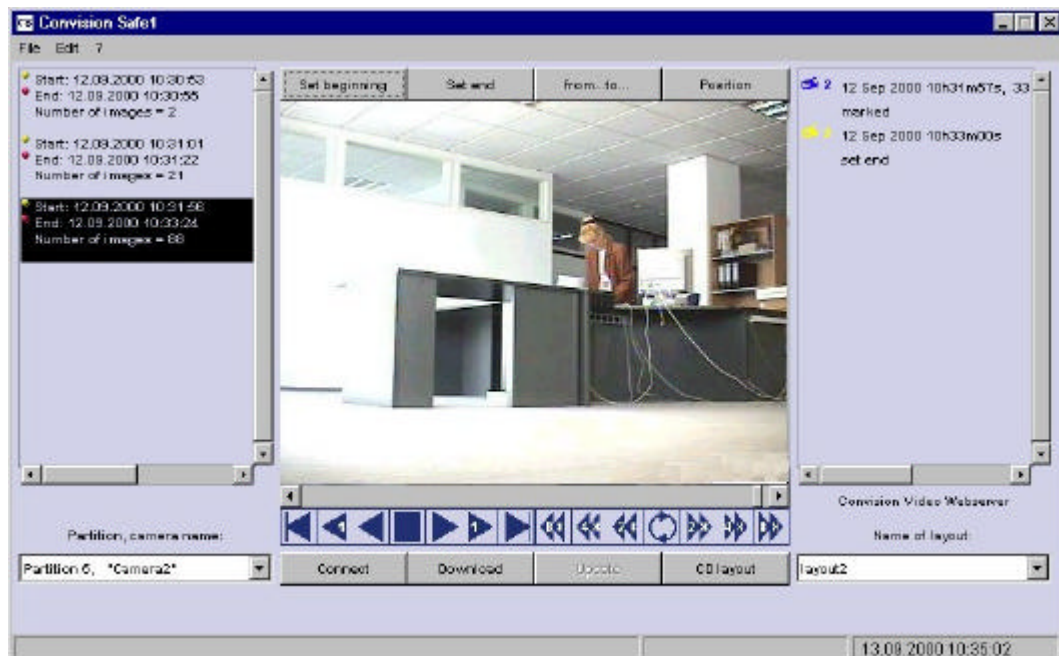 Convision Safe1
File Edit ?
Start: 12.09.2000 10:30:53
End: 12.09.2000 10:30:55
Number of images = 2
Start: 12.09.2000 10:31:01
End: 12.09.2000 10:31:22
Number of images = 21
Start: 12.09.2000 10:31:56
End: 12.09.2000 10:33:24
Number of images = 88
Set beginning Set end from..to... Position
12 Sep 2000 10h31m57s, 33
marked
12 Sep 2000 10h33m00s
set end
Convision Video Webserver
Partition, camera name:
Name of layout:
Partition 6, "Camera2"
Connect Download Update CD layout
layout2
13.09.2000 10:35:02